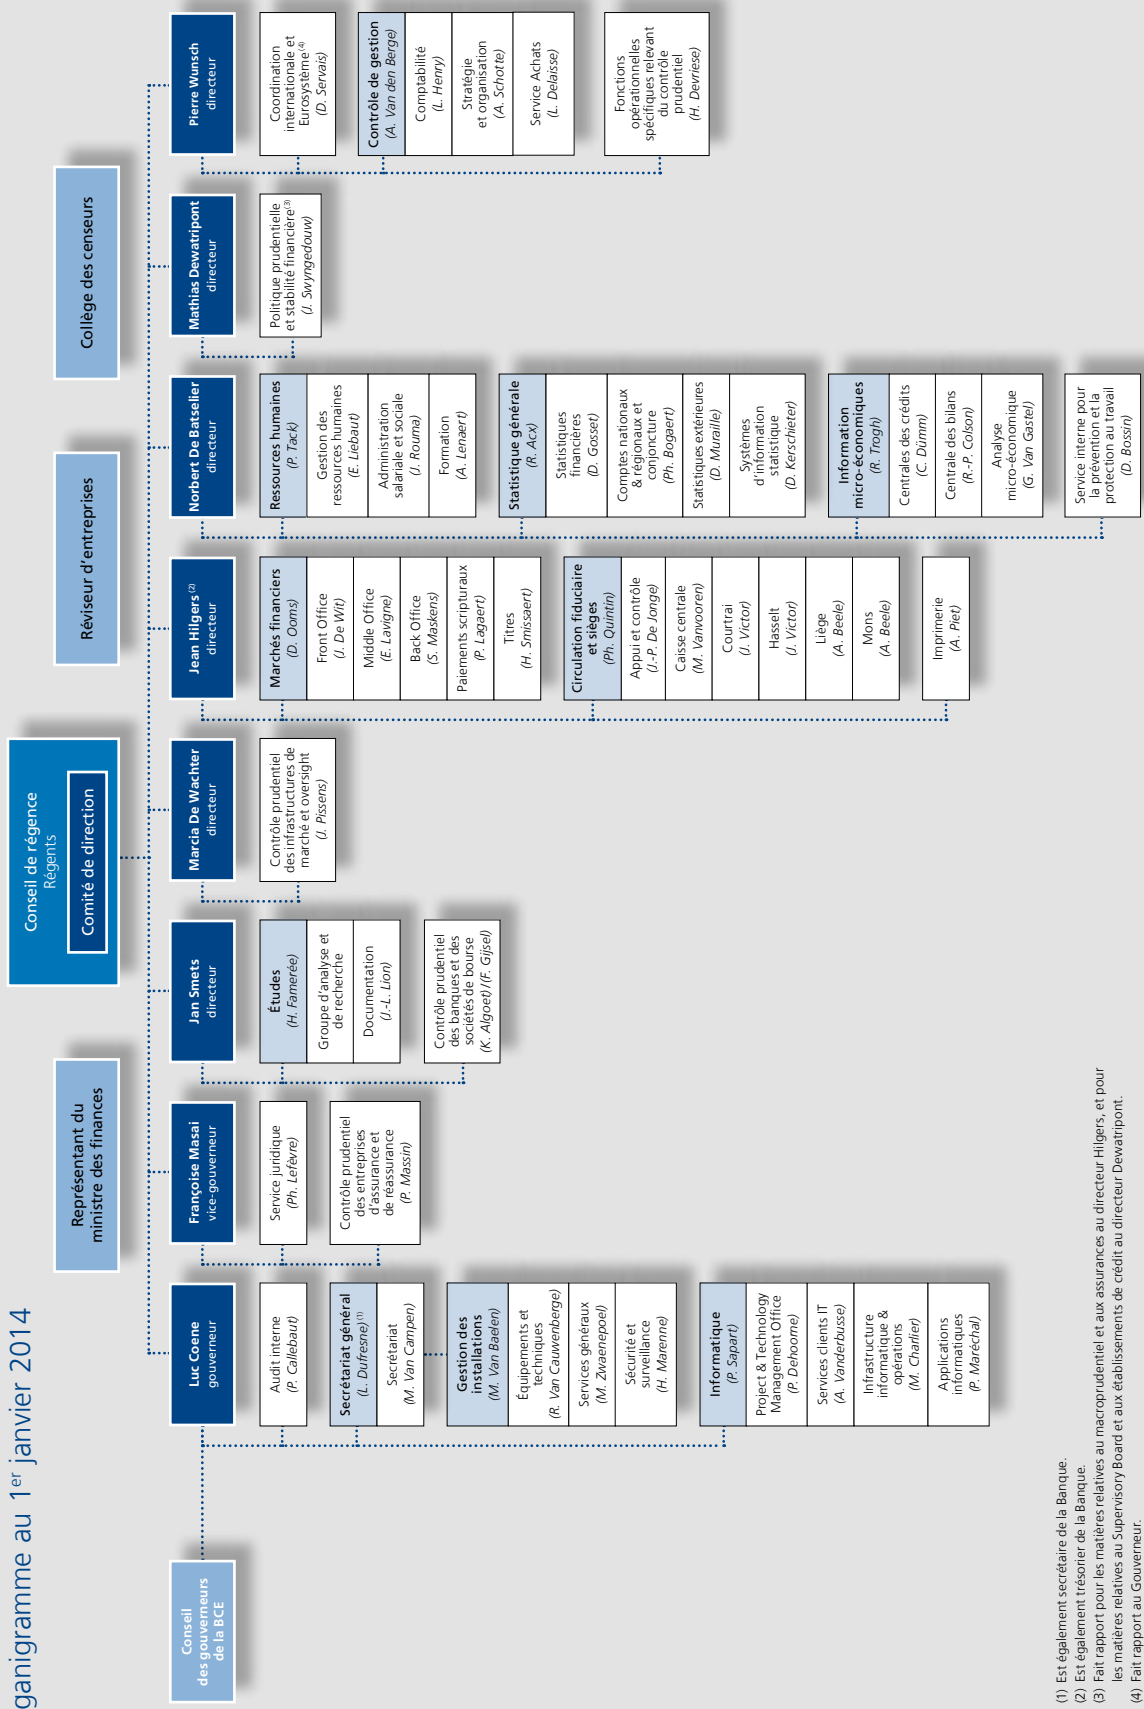 ganigramme au 1er janvier 2014
Conseil de régence
Régents
Comité de direction
Représentant du
ministre des finances
Réviseur d'entreprises
Collège des censeurs
Conseil
des gouverneurs
de la BCE
Luc Coene
gouverneur
Audit interne
(P. Callebaut)
Secrétariat général
(L. Dufresne)(1)
Secrétariat
(M. Van Campen)
Gestion des
installations
(M. Van Baelen)
Équipements et
techniques
(R. Van Cauwenberge)
Services généraux
(M. Zwaenepoel)
Sécurité et
surveillance
(H. Marenne)
Informatique
(P. Sapart)
Project & Technology
Management Office
(P. Dehoorne)
Services clients IT
(A. Vanderbusse)
Infrastructure
informatique &
opérations
(M. Charlier)
Applications
informatiques
(P. Maréchal)
Françoise Masai
vice-gouverneur
Service juridique
(Ph. Lefèvre)
Contrôle prudentiel
des entreprises
d'assurance et
de réassurance
(P. Massin)
Jan Smets
directeur
Études
(H. Famerée)
Groupe d'analyse et
de recherche
Documentation
(J.-L. Lion)
Contrôle prudentiel
des banques et des
sociétés de bourse
(K. Algoet) /(F. Gijsel)
Marcia De Wachter
directeur
Contrôle prudentiel
des infrastructures de
marché et oversight
(J. Pissens)
Jean Hilgers(2)
directeur
Marchés financiers
(D. Ooms)
Front Office
(J. De Wit)
Middle Office
(E. Lavigne)
Back Office
(S. Maskens)
Paiements scripturaux
(P. Lagaert)
Titres
(H. Smissaert)
Circulation fiduciaire
et sièges
(Ph. Quintin)
Appui et contrôle
(J.-P. De Jonge)
Caisse centrale
(M. Vanvooren)
Courtrai
(J. Victor)
Hasselt
(J. Victor)
Liège
(A. Beele)
Mons
(A. Beele)
Imprimerie
(A. Piet)
Norbert De Batselier
directeur
Ressources humaines
(P. Tack)
Gestion des
ressources humaines
(E. Liebaut)
Administration
salariale et sociale
(J. Rouma)
Formation
(A. Lenaert)
Statistique générale
(R. Acx)
Statistiques
financières
(D. Gosset)
Comptes nationaux
& régionaux et
conjoncture
(Ph. Bogaert)
Statistiques extérieures
(D. Muraille)
Systèmes
d'information
statistique
(D. Kerschieter)
Information
micro-économiques
(R. Trogh)
Centrales des crédits
(C. Dümm)
Centrale des bilans
(R.-P. Colson)
Analyse
micro-économique
(G. Van Gastel)
Service interne pour
la prévention et la
protection au travail
(D. Bossin)
Mathias Dewatripont
directeur
Politique prudentielle
et stabilité financière(3)
(J. Swyngedouw)
Pierre Wunsch
directeur
Coordination
internationale et
Eurosystème(4)
(D. Servais)
Contrôle de gestion
(A. Van den Berge)
Comptabilité
(L. Henry)
Stratégie
et organisation
(A. Schotte)
Service Achats
(L. Delaisse)
Fonctions
opérationnelles
spécifiques relevant
du contrôle
prudentiel
(H. Devriese)
(1) Est également secrétaire de la Banque.
(2) Est également trésorier de la Banque.
(3) Fait rapport pour les matières relatives au macroprudentiel et aux assurances au directeur Hilgers, et pour
les matières relatives au Supervisory Board et aux établissements de crédit au directeur Dewatripont.
(4) Fait rapport au Gouverneur.